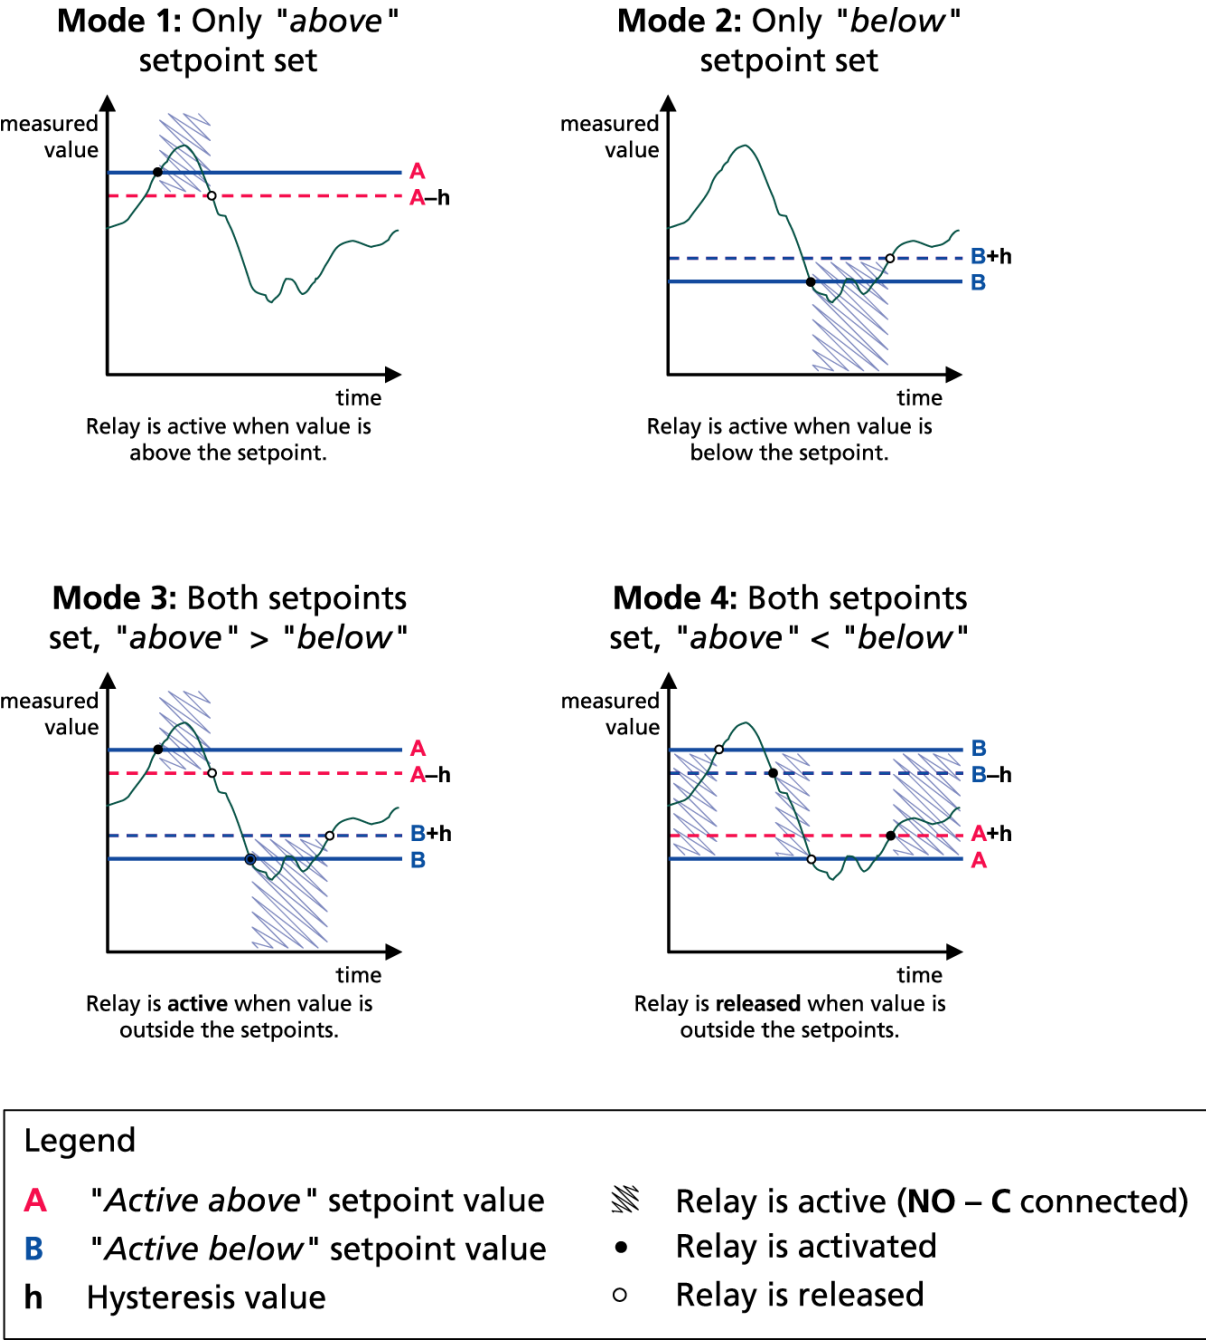 Mode 1: Only "above"
setpoint set
measured
value
A
A–h
time
Relay is active when value is
above the setpoint.
Mode 2: Only "below"
setpoint set
measured
value
B+h
B
time
Relay is active when value is
below the setpoint.
Mode 3: Both setpoints
set, "above" > "below"
measured
value
A
A–h
B+h
B
time
Relay is active when value is
outside the setpoints.
Mode 4: Both setpoints
set, "above" < "below"
measured
value
B
B–h
A+h
A
time
Relay is released when value is
outside the setpoints.
Legend
A "Active above" setpoint value
B "Active below" setpoint value
h Hysteresis value
Relay is active (NO – C connected)
Relay is activated
Relay is released